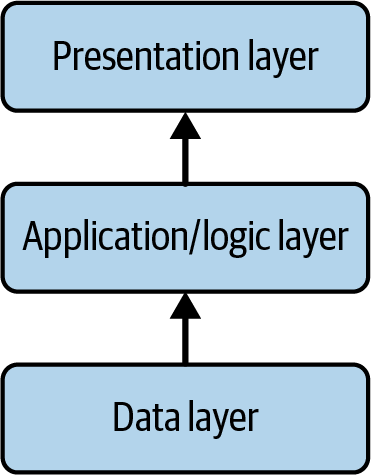 Presentation layer
Application/logic layer
Data layer